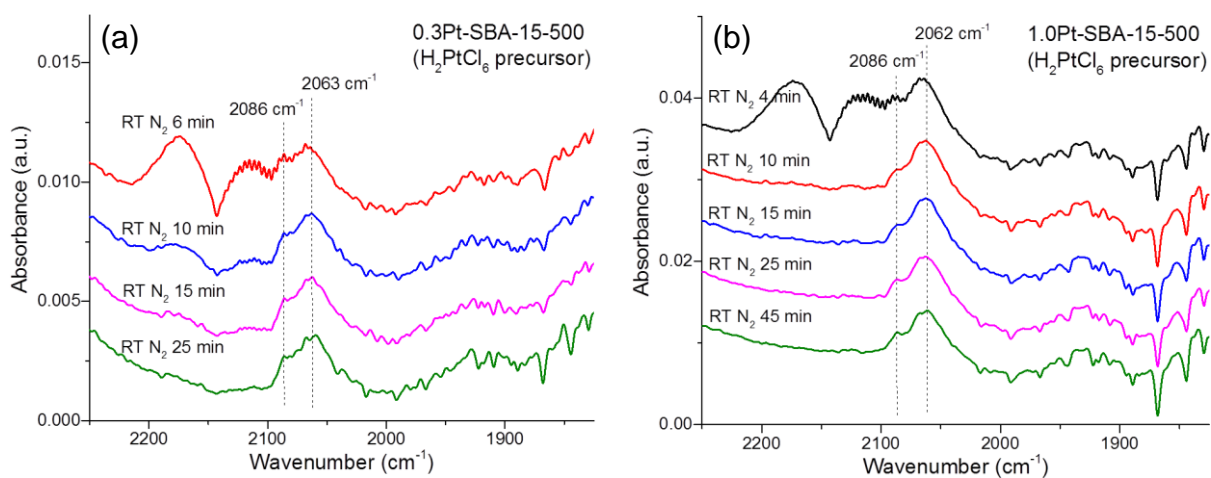 (a)
0.3Pt-SBA-15-500
(H₂PtCl₆ precursor)
2063 cm⁻¹
2086 cm⁻¹
RT N₂ 6 min
RT N₂ 10 min
RT N₂ 15 min
RT N₂ 25 min
0.015
0.010
0.005
0.000
Absorbance (a.u.)
2200
2100
2000
1900
Wavenumber (cm⁻¹)
(b)
2062 cm⁻¹
1.0Pt-SBA-15-500
(H₂PtCl₆ precursor)
2086 cm⁻¹
RT N₂ 4 min
RT N₂ 10 min
RT N₂ 15 min
RT N₂ 25 min
RT N₂ 45 min
0.04
0.02
0.00
Absorbance (a.u.)
2200
2100
2000
1900
Wavenumber (cm⁻¹)